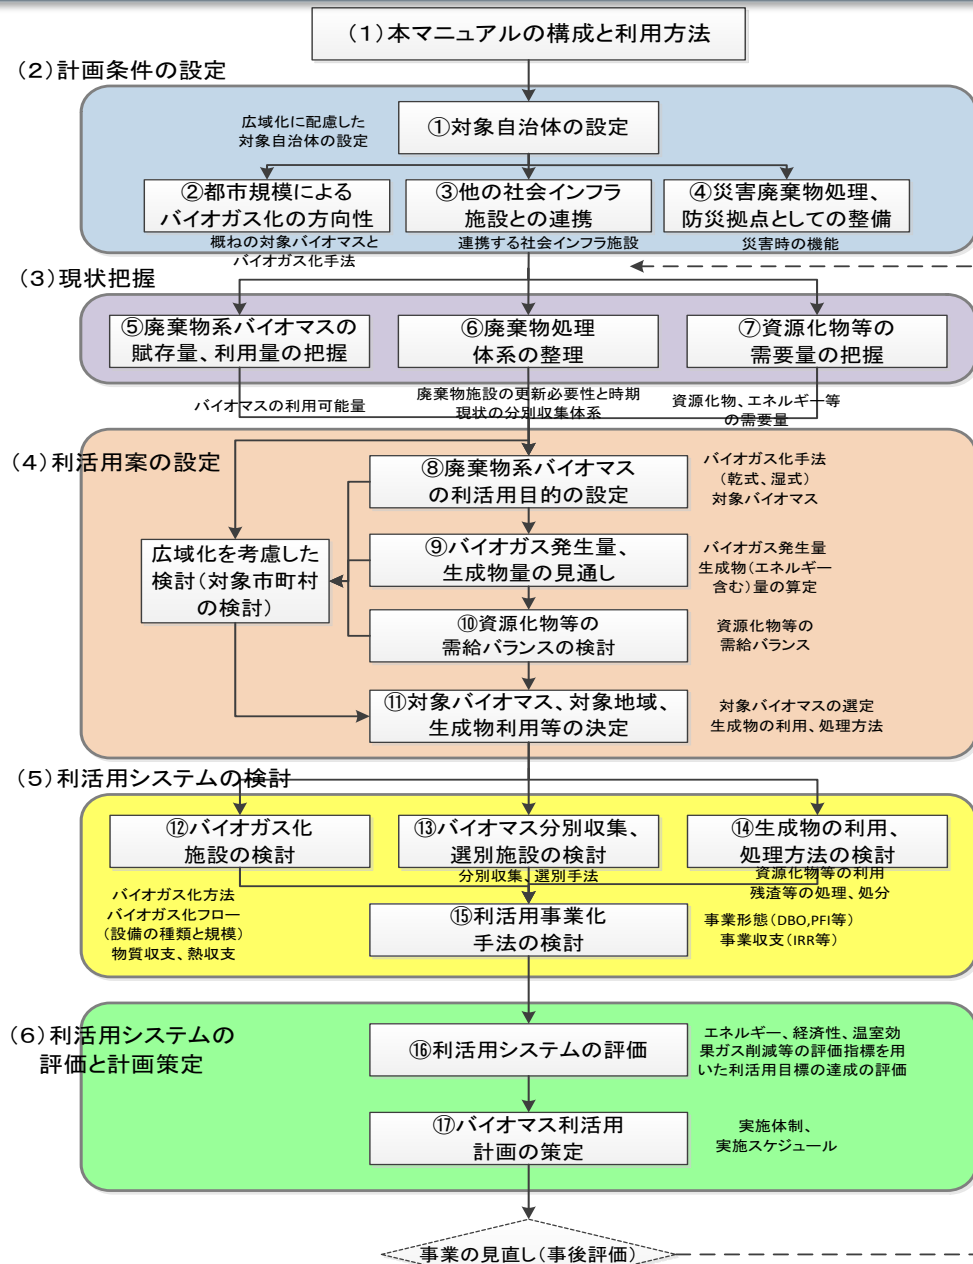 (1)本マニュアルの構成と利用方法
(2)計画条件の設定
広域化に配慮した
対象自治体の設定
①対象自治体の設定
②都市規模による
バイオガス化の方向性
概ねの対象バイオマスと
バイオガス化手法
③他の社会インフラ
施設との連携
連携する社会インフラ施設
④災害廃棄物処理、
防災拠点としての整備
災害時の機能
(3)現状把握
⑤廃棄物系バイオマスの
賦存量、利用量の把握
バイオマスの利用可能量
⑥廃棄物処理
体系の整理
廃棄物施設の更新必要性と時期
現状の分別収集体系
⑦資源化物等の
需要量の把握
資源化物、エネルギー等
の需要量
(4)利活用案の設定
⑧廃棄物系バイオマス
の利活用目的の設定
バイオガス化手法
(乾式、湿式)
対象バイオマス
広域化を考慮した
検討(対象市町村
の検討)
⑨バイオガス発生量、
生成物量の見通し
バイオガス発生量
生成物(エネルギー
含む)量の算定
⑩資源化物等の
需給バランスの検討
資源化物等の
需給バランス
⑪対象バイオマス、対象地域、
生成物利用等の決定
対象バイオマスの選定
生成物の利用、処理方法
(5)利活用システムの検討
⑫バイオガス化
施設の検討
バイオガス化方法
バイオガス化フロー
(設備の種類と規模)
物質収支、熱収支
⑬バイオマス分別収集、
選別施設の検討
分別収集、選別手法
⑭生成物の利用、
処理方法の検討
資源化物等の利用
残渣等の処理、処分
⑮利活用事業化
手法の検討
事業形態(DBO,PFI等)
事業収支(IRR等)
(6)利活用システムの
評価と計画策定
⑯利活用システムの評価
エネルギー、経済性、温室効
果ガス削減等の評価指標を用
いた利活用目標の達成の評価
⑰バイオマス利活用
計画の策定
実施体制、
実施スケジュール
事業の見直し(事後評価)